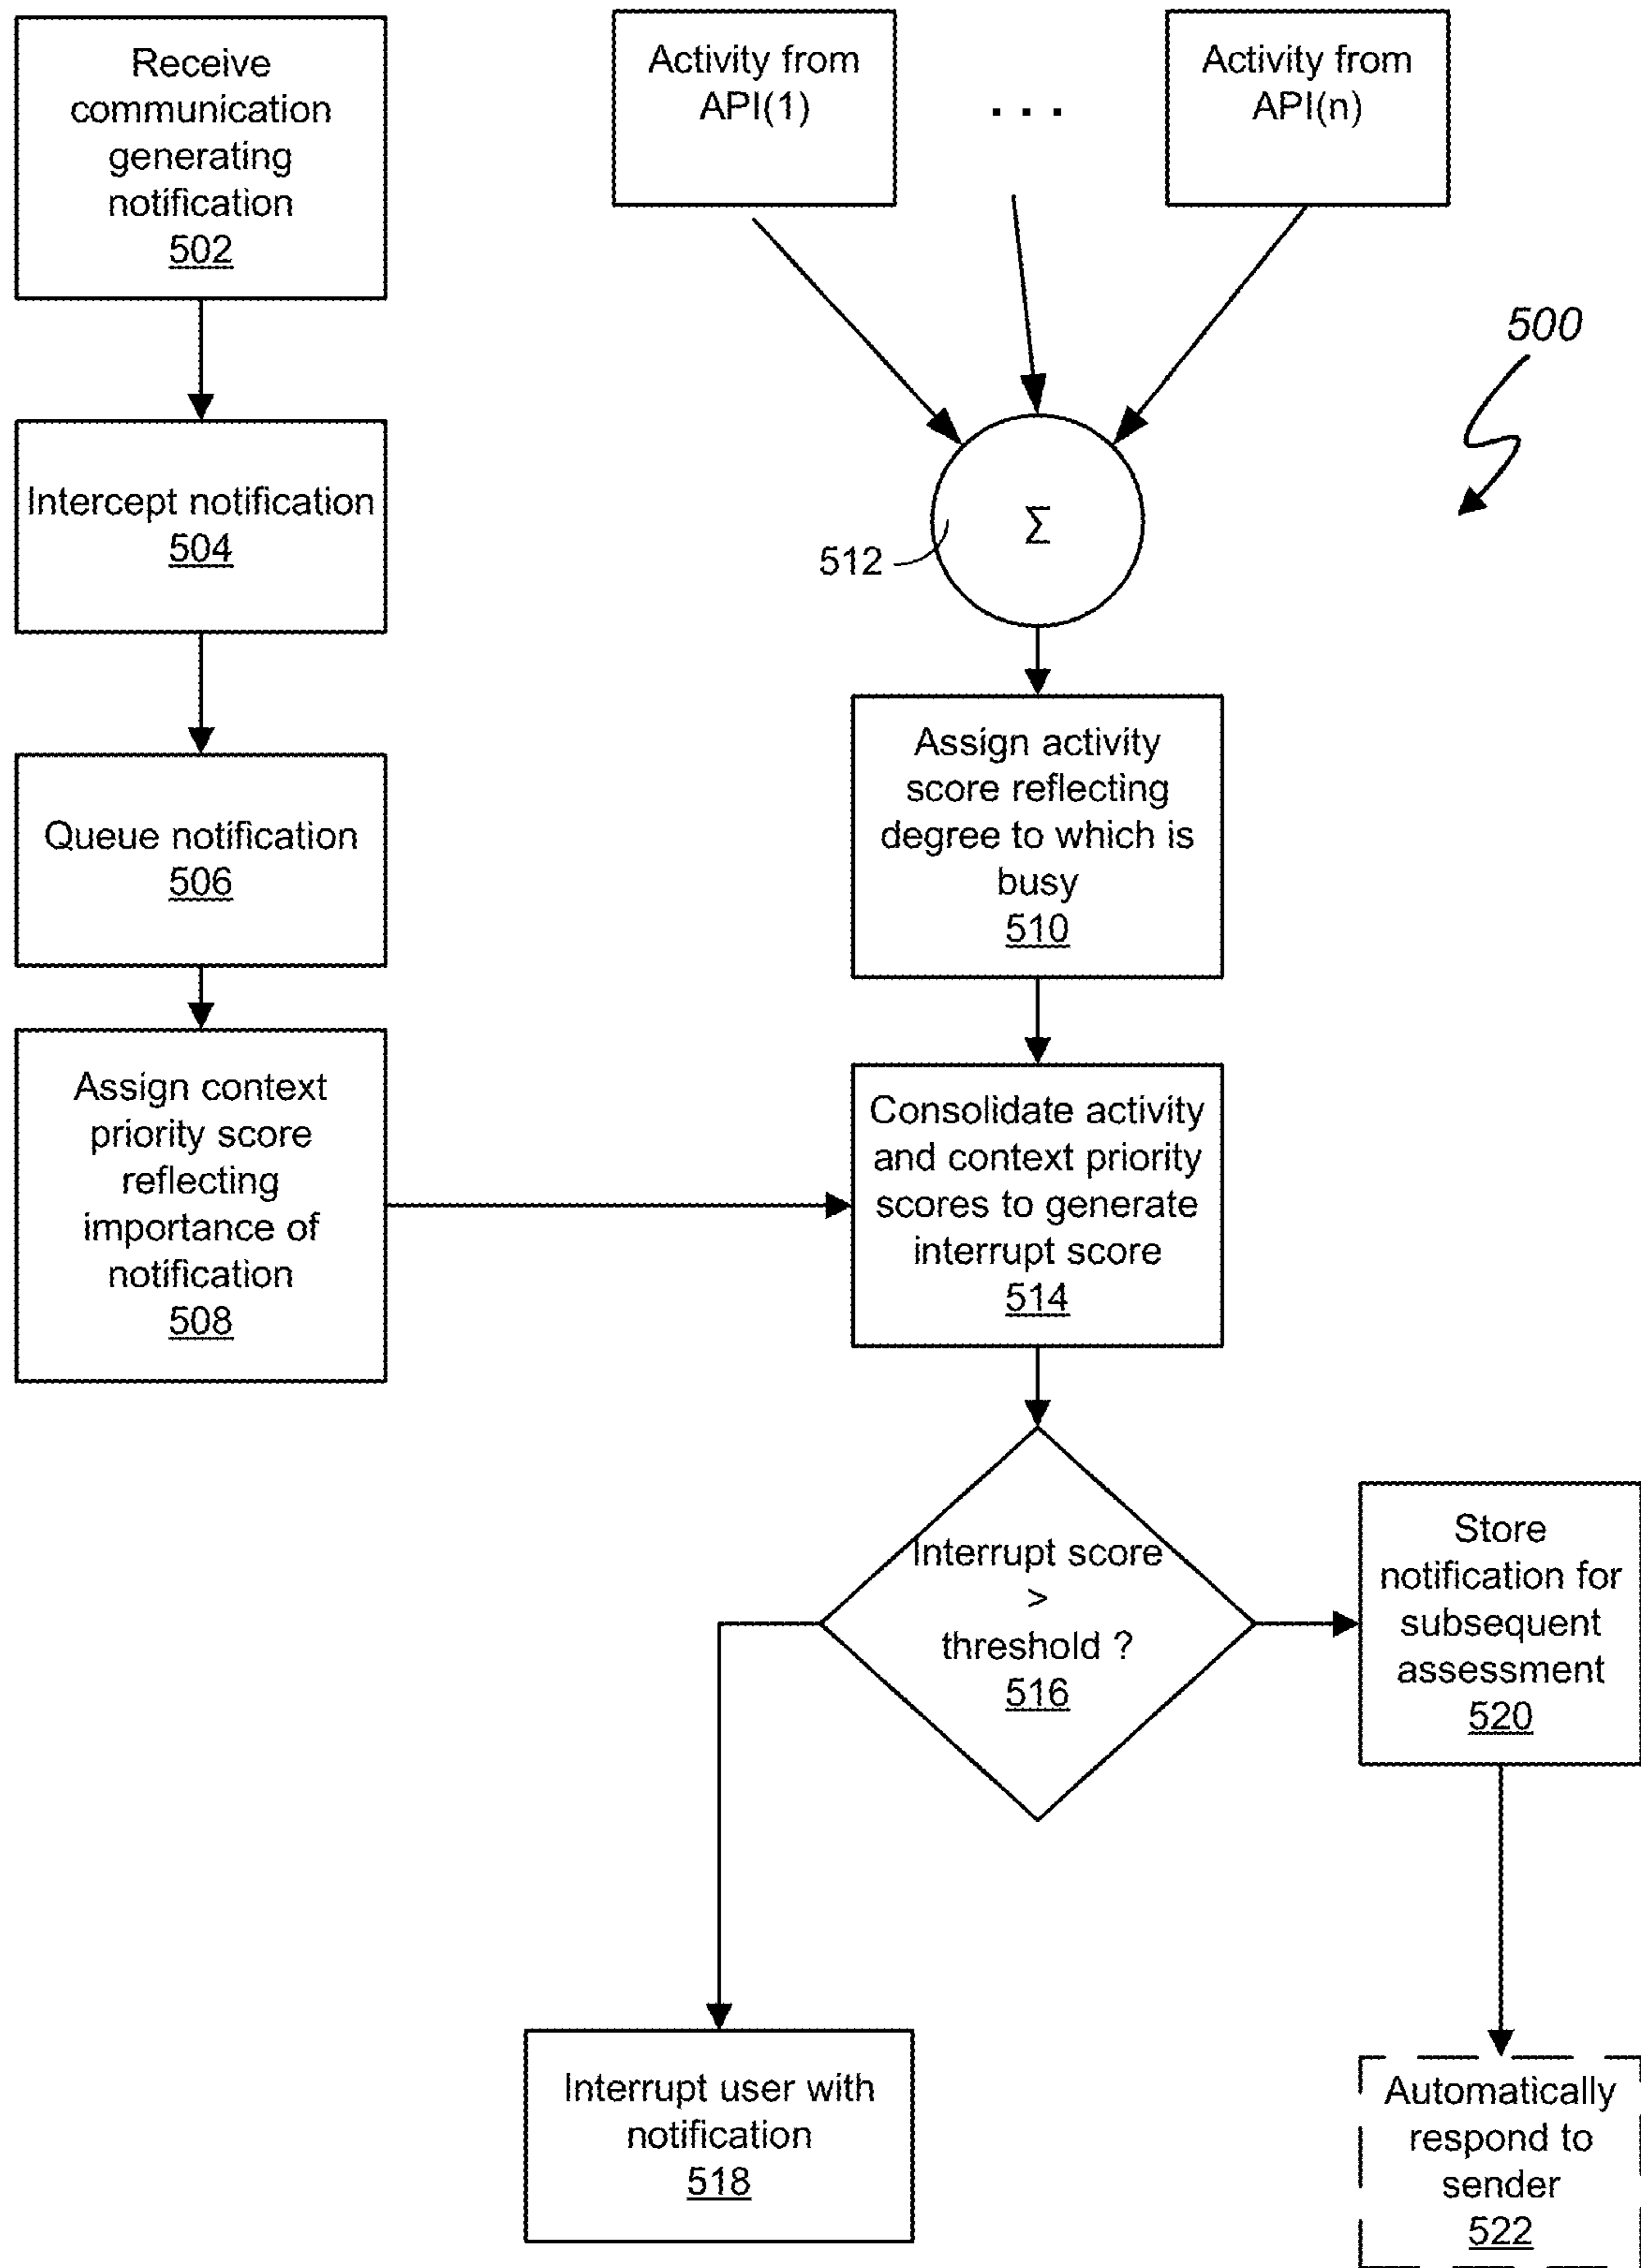 Receive
communication
generating
notification
502
Activity from
API(1)
. . .
Activity from
API(n)
500
Intercept notification
504
Σ
512
Queue notification
506
Assign activity
score reflecting
degree to which is
busy
510
Assign context
priority score
reflecting
importance of
notification
508
Consolidate activity
and context priority
scores to generate
interrupt score
514
Interrupt score
>
threshold ?
516
Store
notification for
subsequent
assessment
520
Interrupt user with
notification
518
Automatically
respond to
sender
522